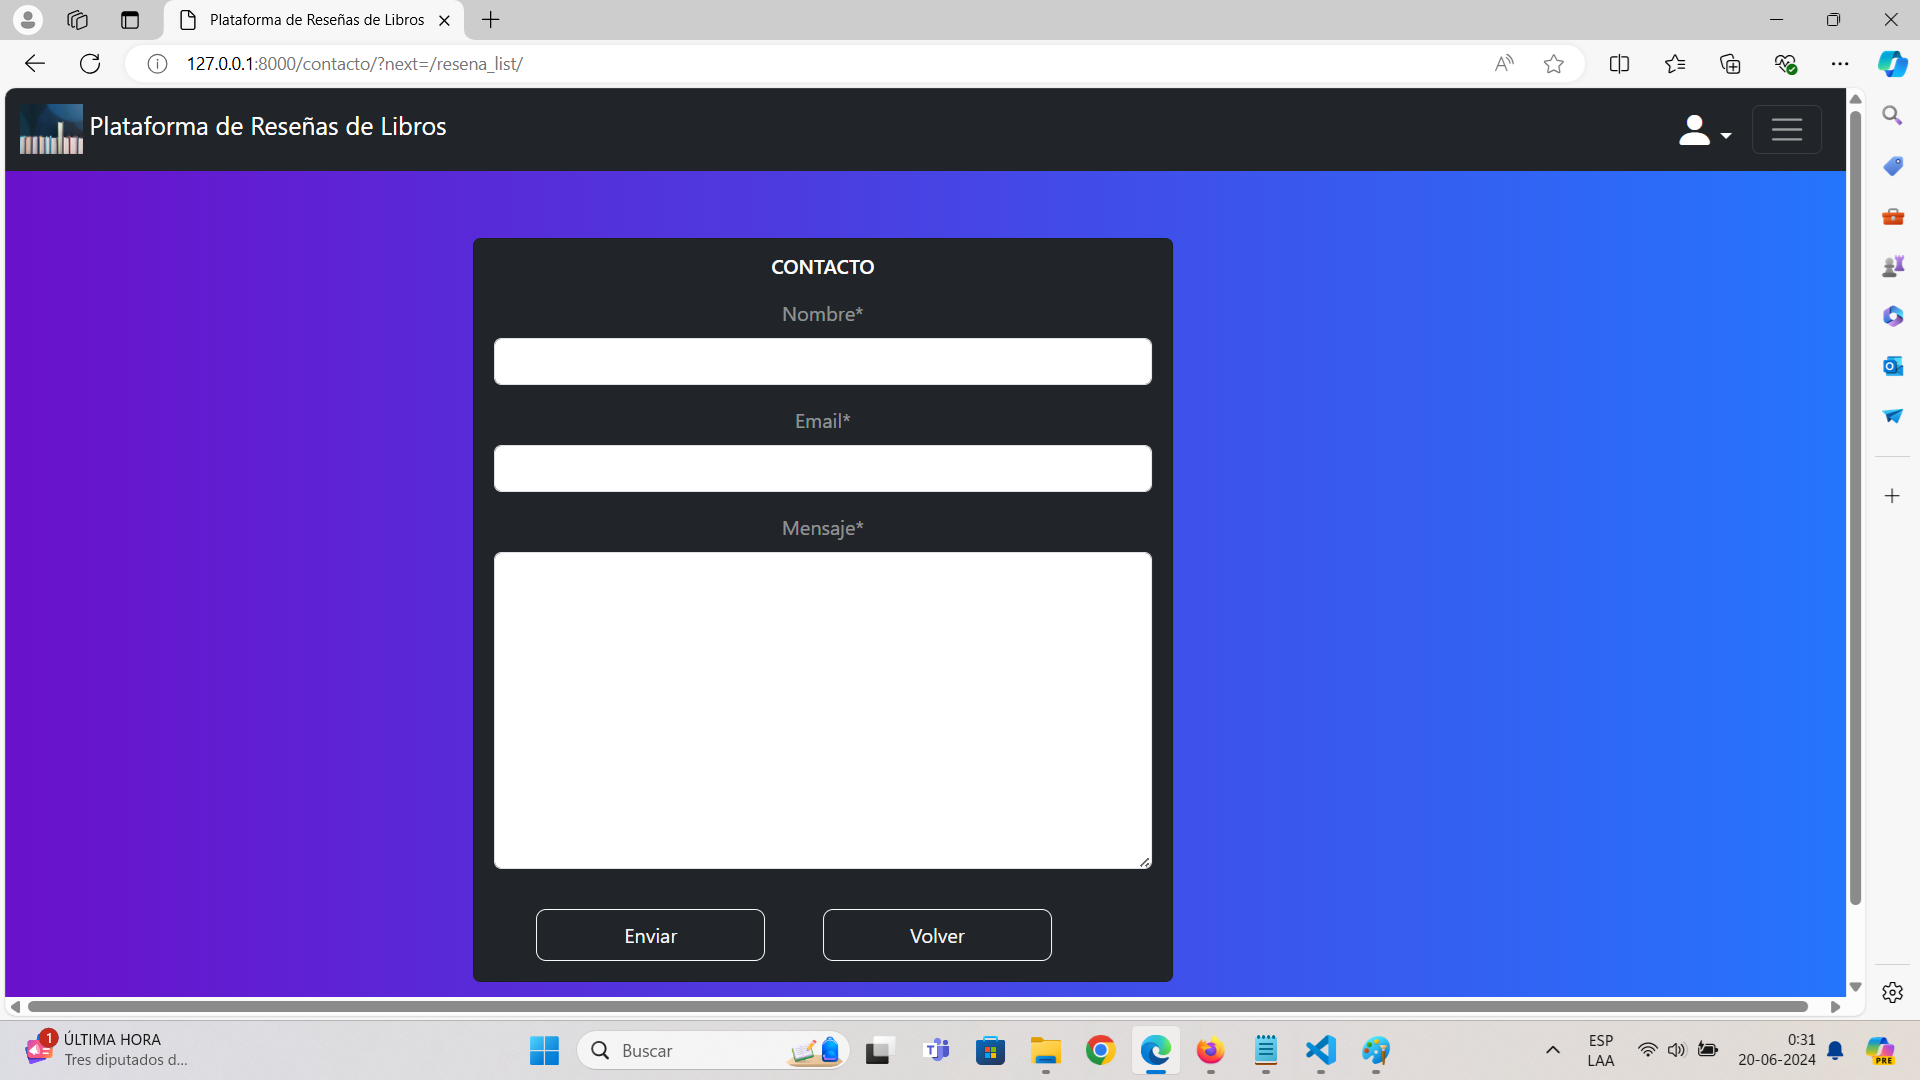 Plataforma de Reseñas de Libros
127.0.0.1:8000/contacto/?next=/resena_list/
Plataforma de Reseñas de Libros
CONTACTO
Nombre*
Email*
Mensaje*
Enviar
Volver
1
ÚLTIMA HORA
Tres diputados d...
Buscar
ESP
LAA
0:31
20-06-2024
PRE